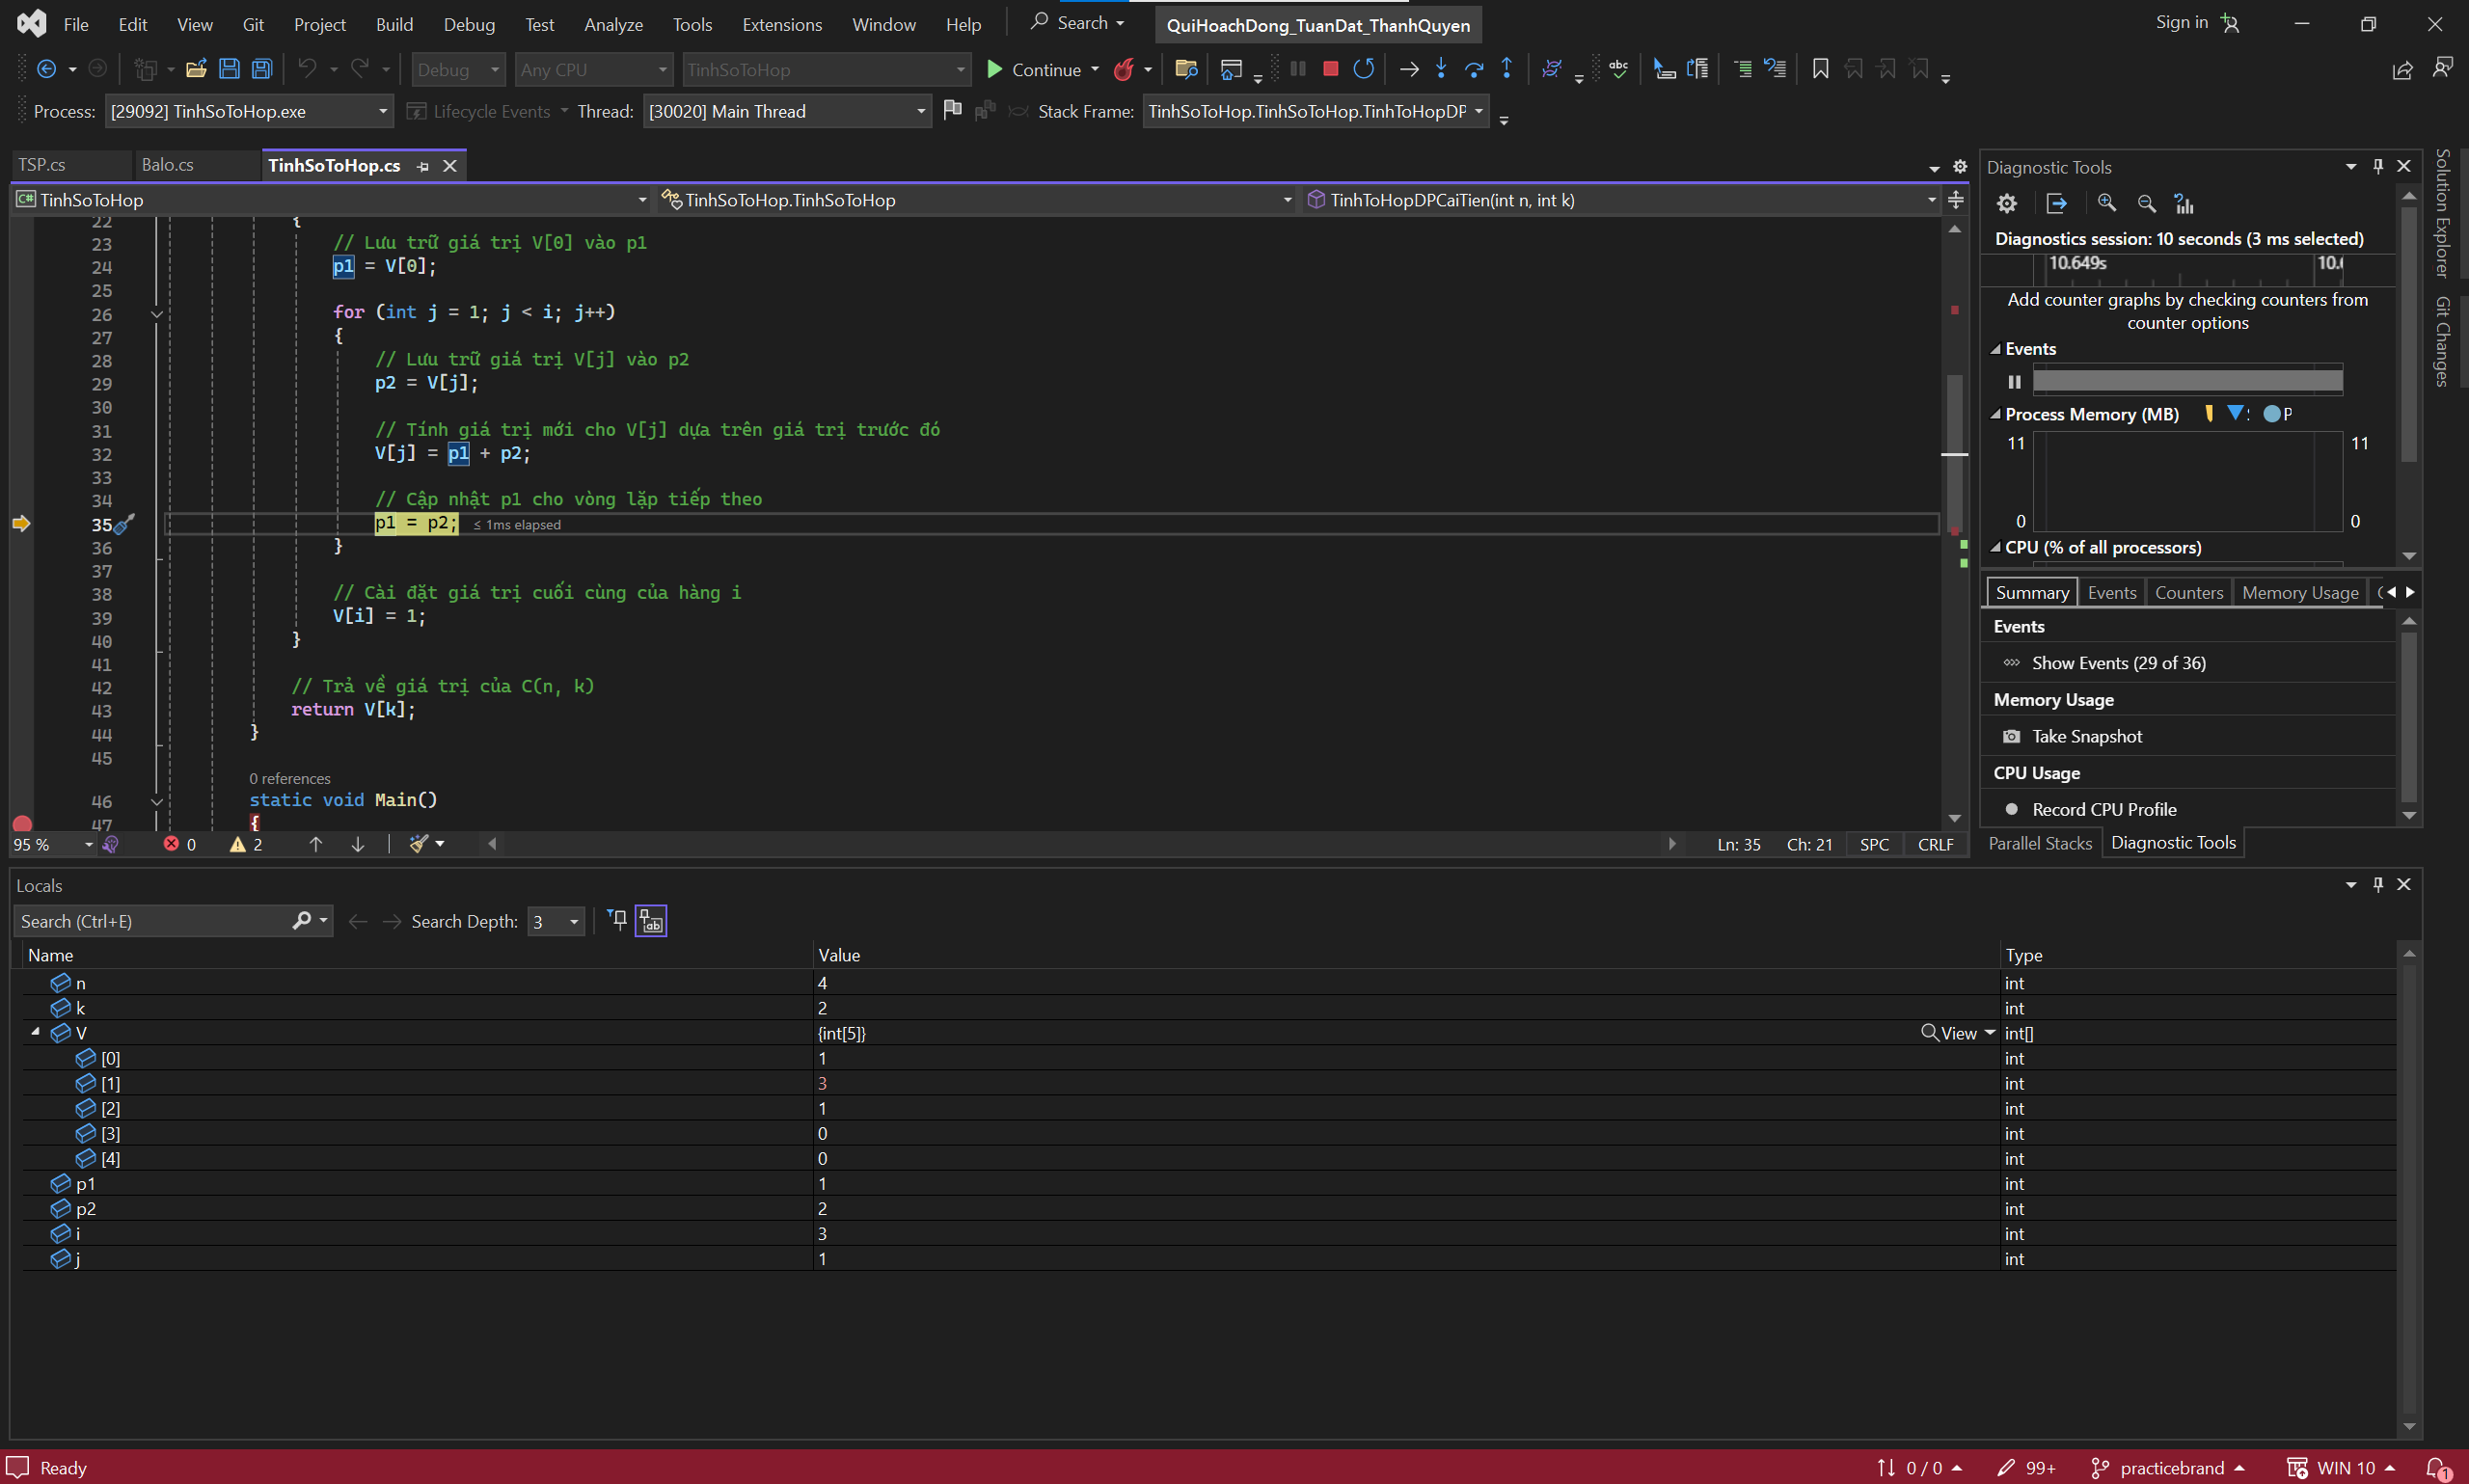 File Edit View Git Project Build Debug Test Analyze Tools Extensions Window Help Search QuiHoachDong_TuanDat_ThanhQuyen Sign in
Debug Any CPU TinhSoToHop Continue
Process: [29092] TinhSoToHop.exe Lifecycle Events Thread: [30020] Main Thread Stack Frame: TinhSoToHop.TinhSoToHop.TinhToHopDP
TSP.cs Balo.cs TinhSoToHop.cs
TinhSoToHop TinhSoToHop.TinhSoToHop TinhToHopDPCaiTien(int n, int k)
22 {
23 // Lưu trữ giá trị V[0] vào p1
24 p1 = V[0];
25
26 for (int j = 1; j < i; j++)
27 {
28 // Lưu trữ giá trị V[j] vào p2
29 p2 = V[j];
30
31 // Tính giá trị mới cho V[j] dựa trên giá trị trước đó
32 V[j] = p1 + p2;
33
34 // Cập nhật p1 cho vòng lặp tiếp theo
35 p1 = p2; ≤ 1ms elapsed
36 }
37
38 // Cài đặt giá trị cuối cùng của hàng i
39 V[i] = 1;
40 }
41
42 // Trả về giá trị của C(n, k)
43 return V[k];
44 }
45
0 references
46 static void Main()
47 {
95 % 0 2 Ln: 35 Ch: 21 SPC CRLF
Diagnostic Tools
Diagnostics session: 10 seconds (3 ms selected)
10.649s 10.
Add counter graphs by checking counters from
counter options
Events
Process Memory (MB) P
11 11
0 0
CPU (% of all processors)
Summary Events Counters Memory Usage
Events
Show Events (29 of 36)
Memory Usage
Take Snapshot
CPU Usage
Record CPU Profile
Parallel Stacks Diagnostic Tools
Solution Explorer
Git Changes
Locals
Search (Ctrl+E) Search Depth: 3
Name Value Type
n 4 int
k 2 int
V {int[5]} View int[]
[0] 1 int
[1] 3 int
[2] 1 int
[3] 0 int
[4] 0 int
p1 1 int
p2 2 int
i 3 int
j 1 int
Ready 0 / 0 99+ practicebrand WIN 10 1